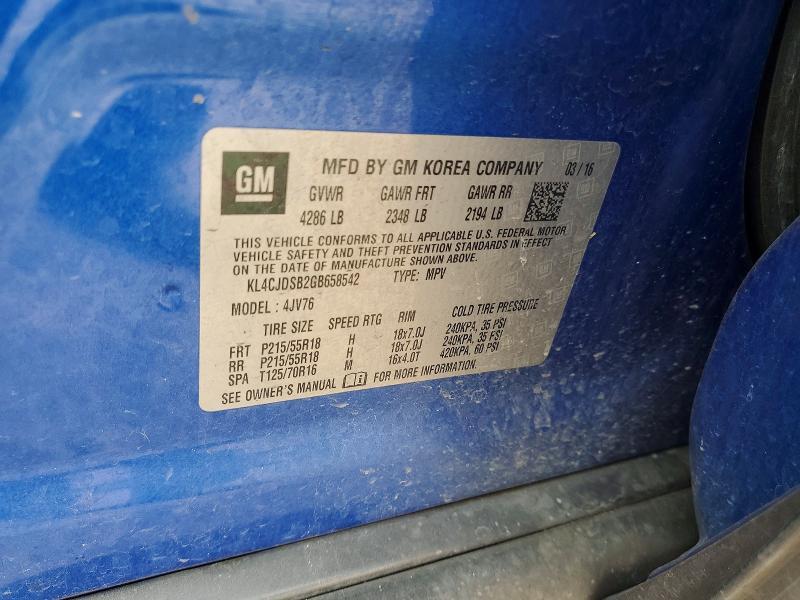 GM MFD BY GM KOREA COMPANY 03/16
GVWR GAWR FRT GAWR RR
4286 LB 2348 LB 2194 LB
THIS VEHICLE CONFORMS TO ALL APPLICABLE U.S. FEDERAL MOTOR
VEHICLE SAFETY AND THEFT PREVENTION STANDARDS IN EFFECT
ON THE DATE OF MANUFACTURE SHOWN ABOVE.
KL4CJDSB2GB658542 TYPE: MPV
MODEL : 4JV76
TIRE SIZE SPEED RTG RIM COLD TIRE PRESSURE
FRT P215/55R18 H 18x7.0J 240KPA, 35 PSI
RR P215/55R18 H 18x7.0J 240KPA, 35 PSI
SPA T125/70R16 M 16x4.0T 420KPA, 60 PSI
SEE OWNER'S MANUAL FOR MORE INFORMATION.